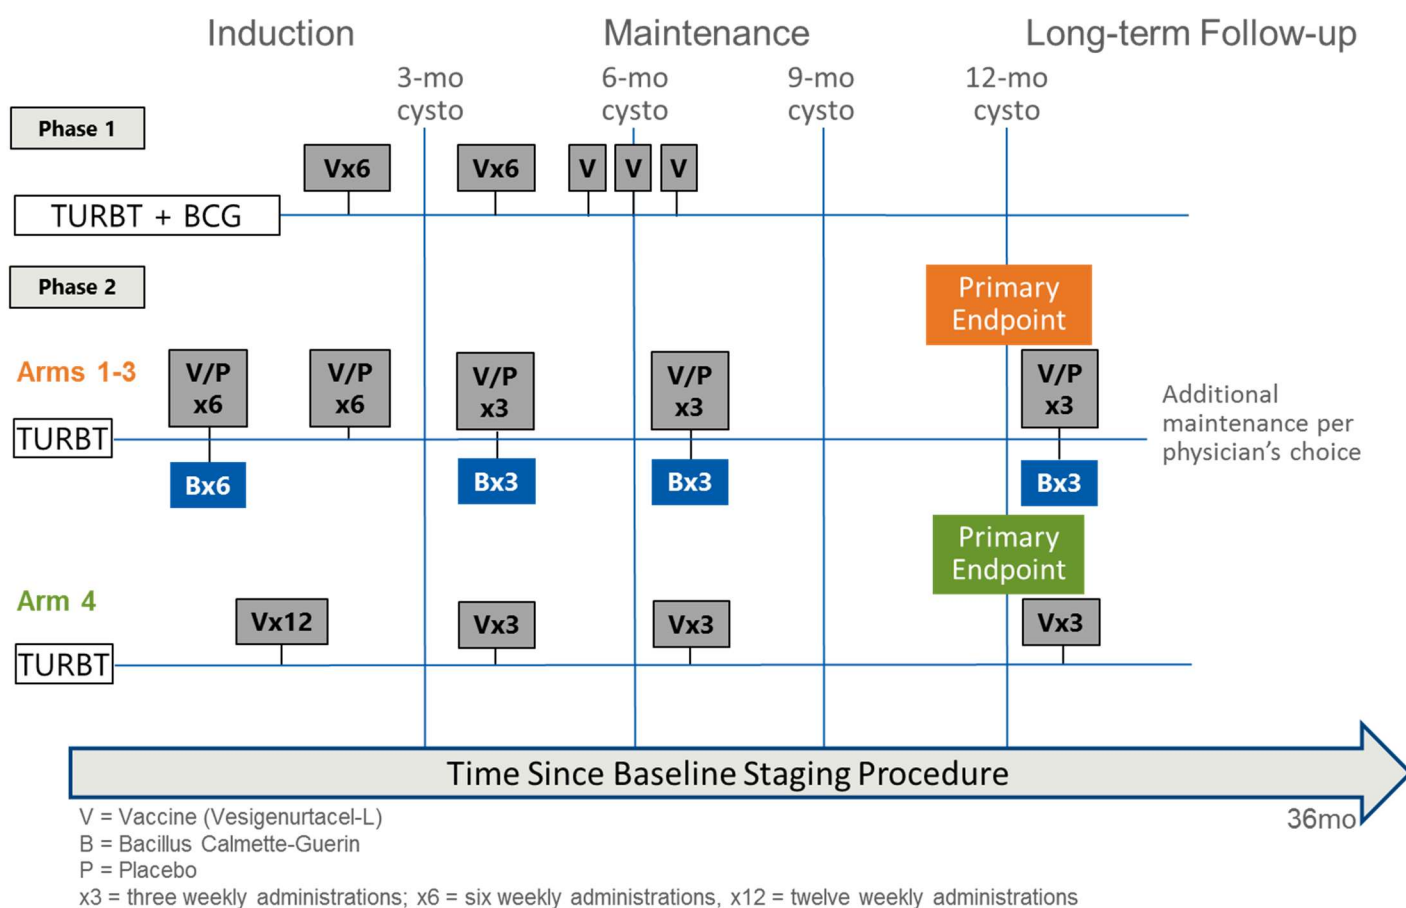 Induction
Maintenance
Long-term Follow-up
3-mo
cysto
6-mo
cysto
9-mo
cysto
12-mo
cysto
Phase 1
Vx6
Vx6
V
V
V
TURBT + BCG
Phase 2
Primary
Endpoint
Arms 1-3
V/P
x6
V/P
x6
V/P
x3
V/P
x3
V/P
x3
TURBT
Additional
maintenance per
physician's choice
Bx6
Bx3
Bx3
Bx3
Primary
Endpoint
Arm 4
Vx12
Vx3
Vx3
Vx3
TURBT
Time Since Baseline Staging Procedure
36mo
V = Vaccine (Vesigenurtacel-L)
B = Bacillus Calmette-Guerin
P = Placebo
x3 = three weekly administrations; x6 = six weekly administrations, x12 = twelve weekly administrations